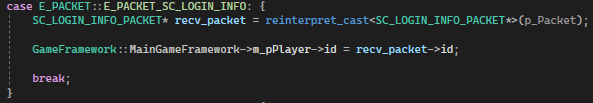 case E_PACKET::E_PACKET_SC_LOGIN_INFO: {
SC_LOGIN_INFO_PACKET* recv_packet = reinterpret_cast<SC_LOGIN_INFO_PACKET*>(p_Packet);
GameFramework::MainGameFramework->m_pPlayer->id = recv_packet->id;
break;
}